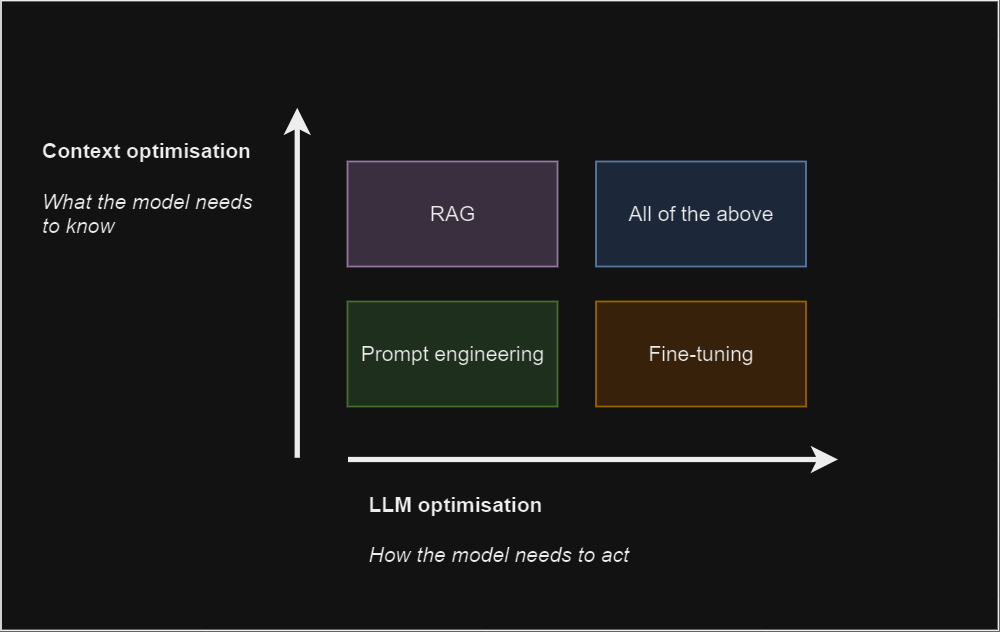 Context optimisation
What the model needs
to know
RAG
All of the above
Prompt engineering
Fine-tuning
LLM optimisation
How the model needs to act